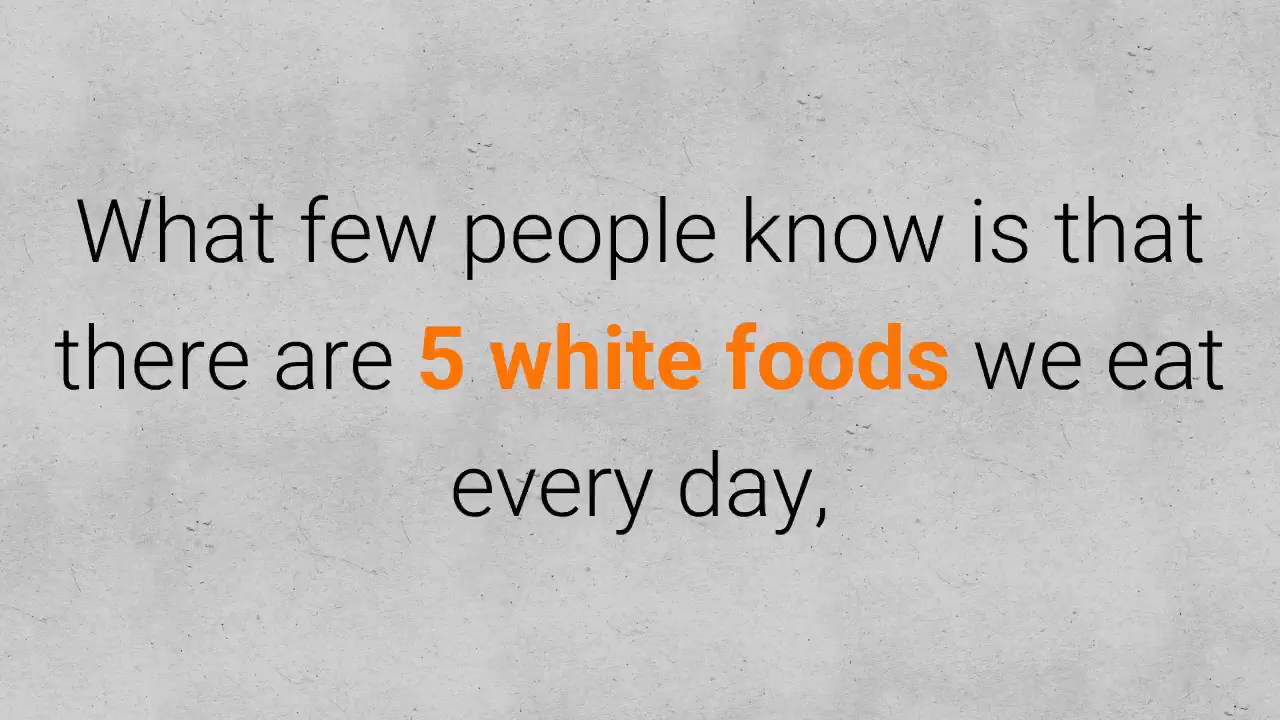 What few people know is that
there are 5 white foods we eat
every day,